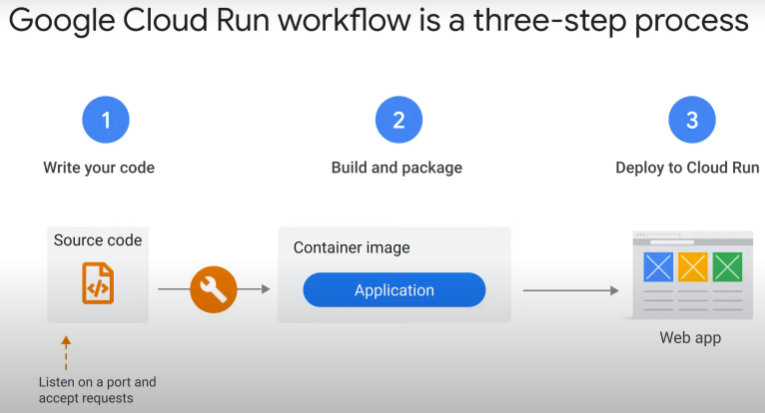 Google Cloud Run workflow is a three-step process
1
2
3
Write your code
Build and package
Deploy to Cloud Run
Source code
</>
Container image
Application
Web app
Listen on a port and
accept requests